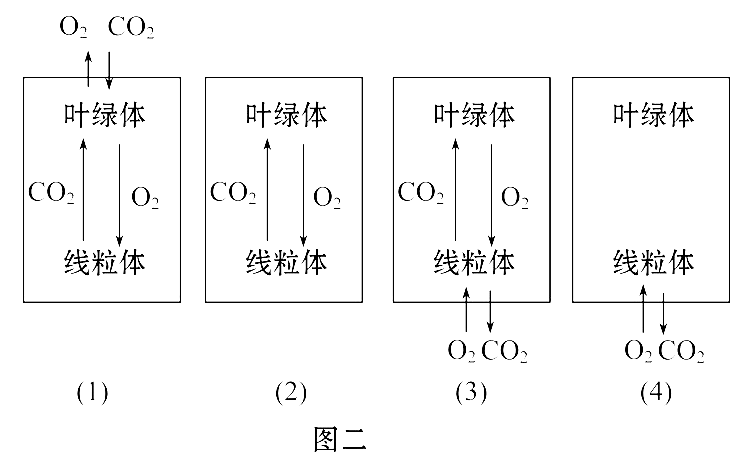 O₂ CO₂
叶绿体 叶绿体 叶绿体 叶绿体
CO₂ O₂ CO₂ O₂ CO₂ O₂
线粒体 线粒体 线粒体 线粒体
O₂ CO₂ O₂ CO₂
(1) (2) (3) (4)
图二